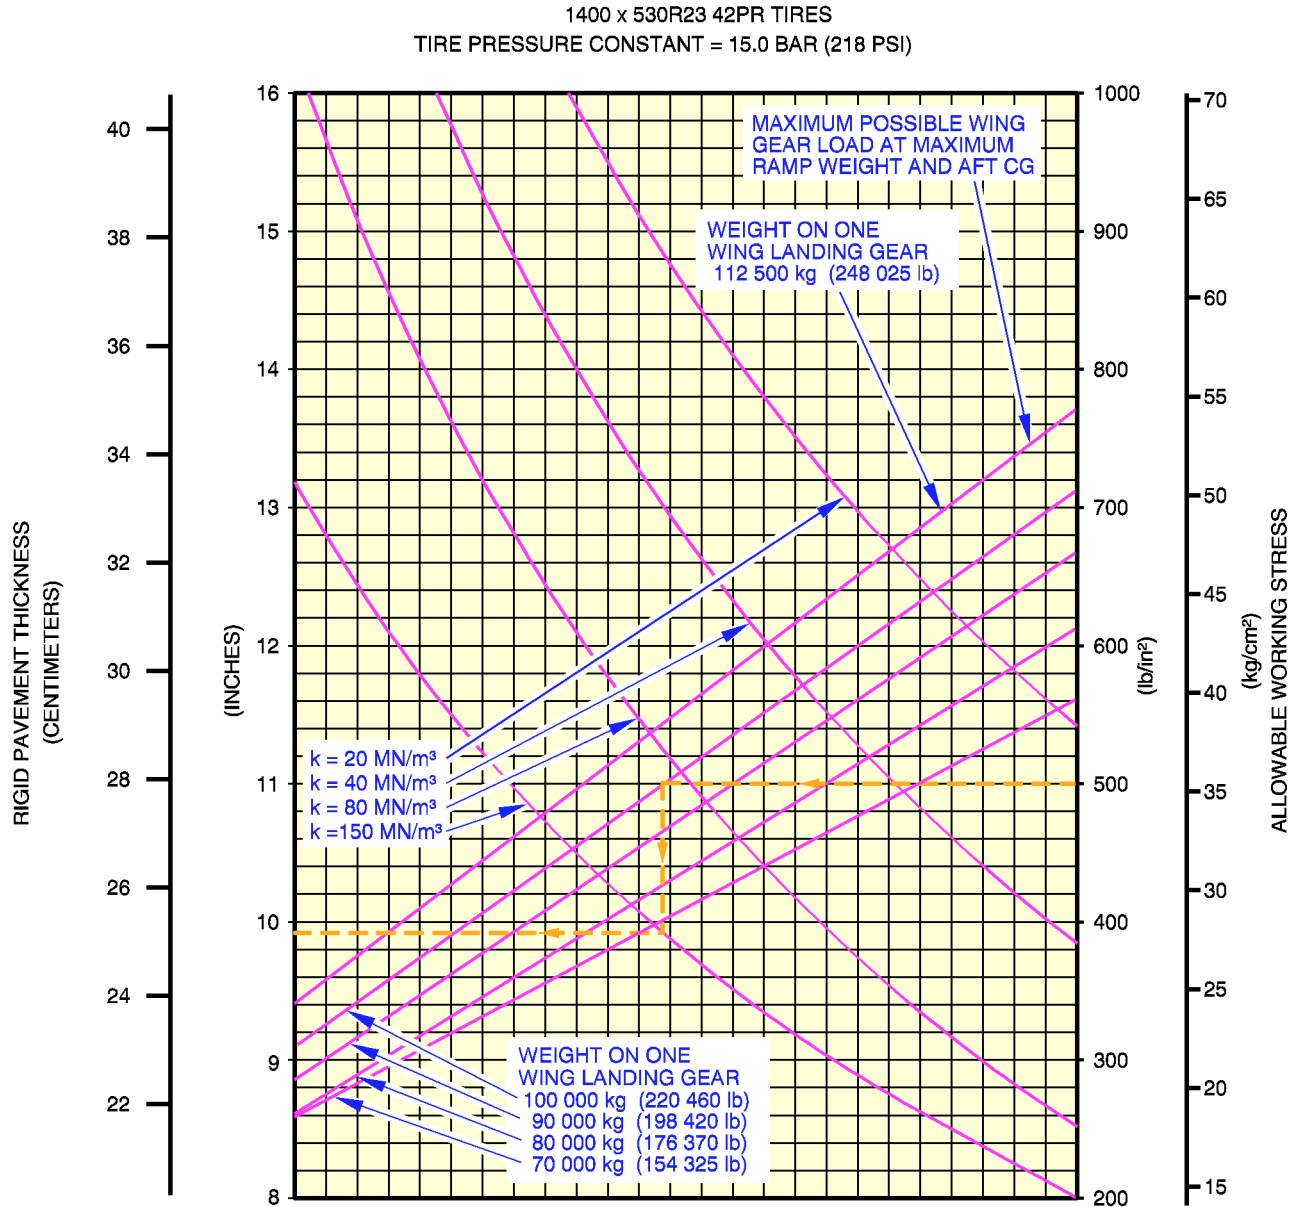 1400 x 530R23 42PR TIRES
TIRE PRESSURE CONSTANT = 15.0 BAR (218 PSI)
RIGID PAVEMENT THICKNESS
(CENTIMETERS)
40
38
36
34
32
30
28
26
24
22
(INCHES)
16
15
14
13
12
11
10
9
8
MAXIMUM POSSIBLE WING
GEAR LOAD AT MAXIMUM
RAMP WEIGHT AND AFT CG
WEIGHT ON ONE
WING LANDING GEAR
112 500 kg (248 025 lb)
k = 20 MN/m³
k = 40 MN/m³
k = 80 MN/m³
k =150 MN/m³
WEIGHT ON ONE
WING LANDING GEAR
100 000 kg (220 460 lb)
90 000 kg (198 420 lb)
80 000 kg (176 370 lb)
70 000 kg (154 325 lb)
1000
900
800
700
600
500
400
300
200
(lb/in²)
70
65
60
55
50
45
40
35
30
25
20
15
(kg/cm²)
ALLOWABLE WORKING STRESS